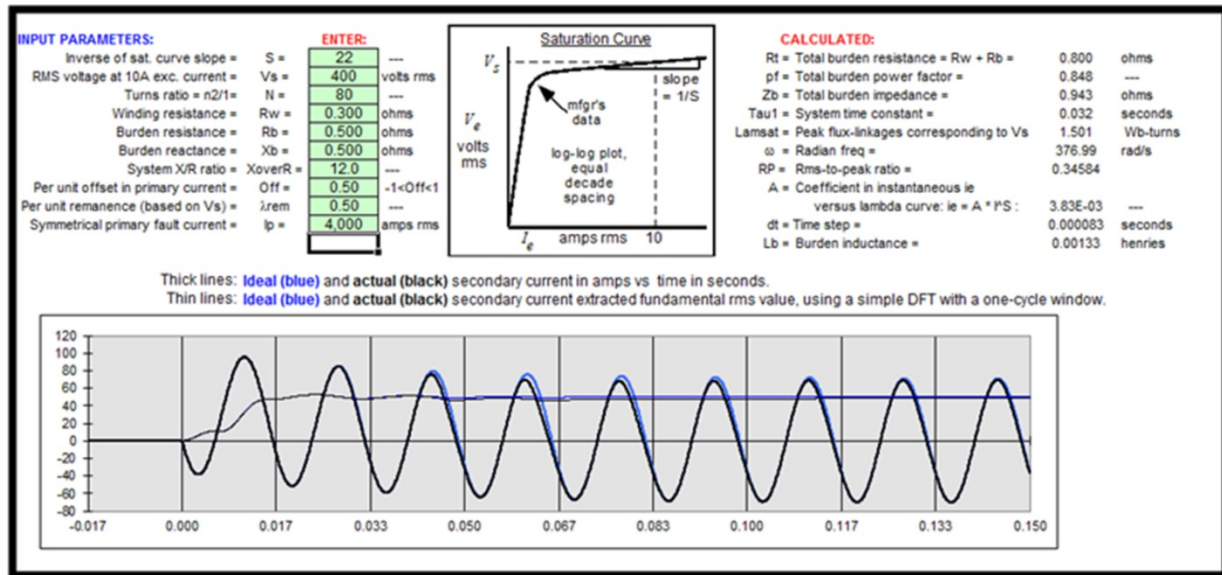 INPUT PARAMETERS: ENTER:
Inverse of sat. curve slope = S = 22 ---
RMS voltage at 10A exc. current = Vs = 400 volts rms
Turns ratio = n2/1= N = 80 ---
Winding resistance = Rw = 0.300 ohms
Burden resistance = Rb = 0.500 ohms
Burden reactance = Xb = 0.500 ohms
System X/R ratio = XoverR = 12.0 ---
Per unit offset in primary current = Off = 0.50 -1<Off<1
Per unit remanence (based on Vs) = λrem 0.50 ---
Symmetrical primary fault current = Ip = 4,000 amps rms
Saturation Curve
Vs
slope
= 1/S
mfgr's
data
Ve
volts
rms
log-log plot,
equal
decade
spacing
Ie amps rms 10
CALCULATED:
Rt = Total burden resistance = Rw + Rb = 0.800 ohms
pf = Total burden power factor = 0.848 ---
Zb = Total burden impedance = 0.943 ohms
Tau1 = System time constant = 0.032 seconds
Lamsat = Peak flux-linkages corresponding to Vs 1.501 Wb-turns
ω = Radian freq = 376.99 rad/s
RP = Rms-to-peak ratio = 0.34584
A = Coefficient in instantaneous ie
versus lambda curve: ie = A * l^S : 3.83E-03 ---
dt = Time step = 0.000083 seconds
Lb = Burden inductance = 0.00133 henries
Thick lines: Ideal (blue) and actual (black) secondary current in amps vs time in seconds.
Thin lines: Ideal (blue) and actual (black) secondary current extracted fundamental rms value, using a simple DFT with a one-cycle window.
120
100
80
60
40
20
0
-20
-40
-60
-80
-0.017 0.000 0.017 0.033 0.050 0.067 0.083 0.100 0.117 0.133 0.150